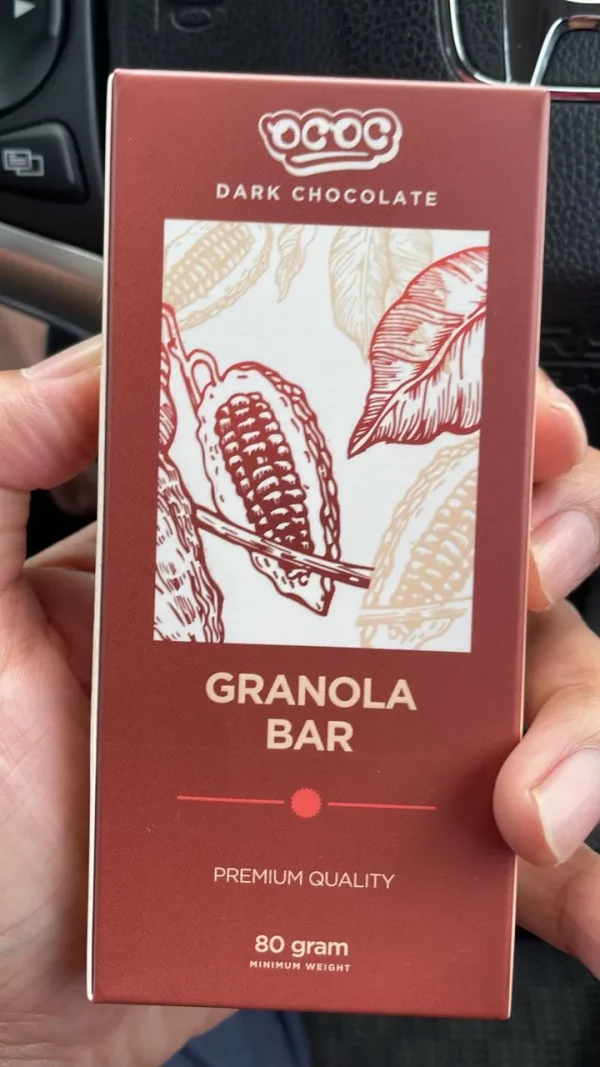 OCOC
DARK CHOCOLATE
GRANOLA
BAR
PREMIUM QUALITY
80 gram
MINIMUM WEIGHT